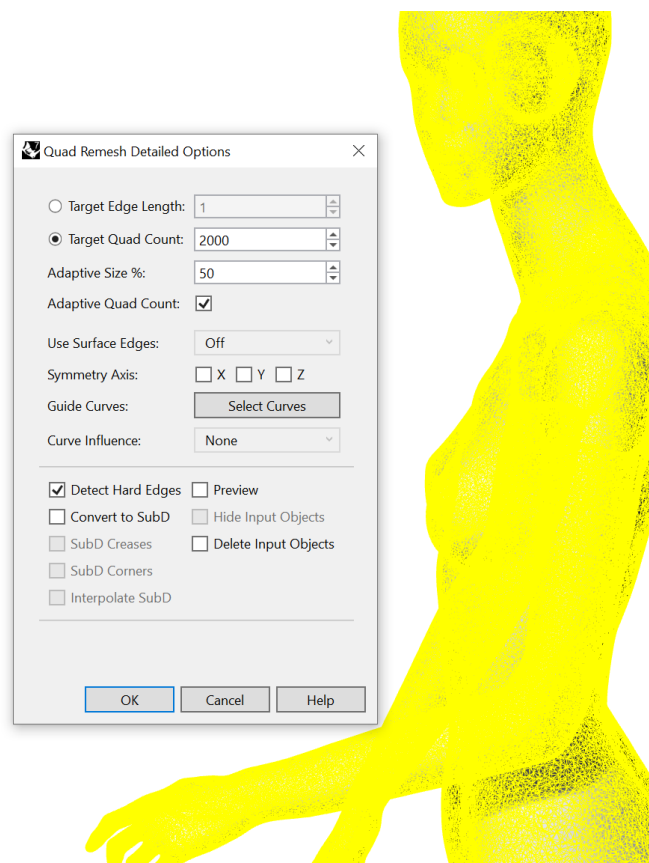 Quad Remesh Detailed Options
Target Edge Length: 1
Target Quad Count: 2000
Adaptive Size %: 50
Adaptive Quad Count:
Use Surface Edges: Off
Symmetry Axis: X Y Z
Guide Curves: Select Curves
Curve Influence: None
Detect Hard Edges Preview
Convert to SubD Hide Input Objects
SubD Creases Delete Input Objects
SubD Corners
Interpolate SubD
OK Cancel Help